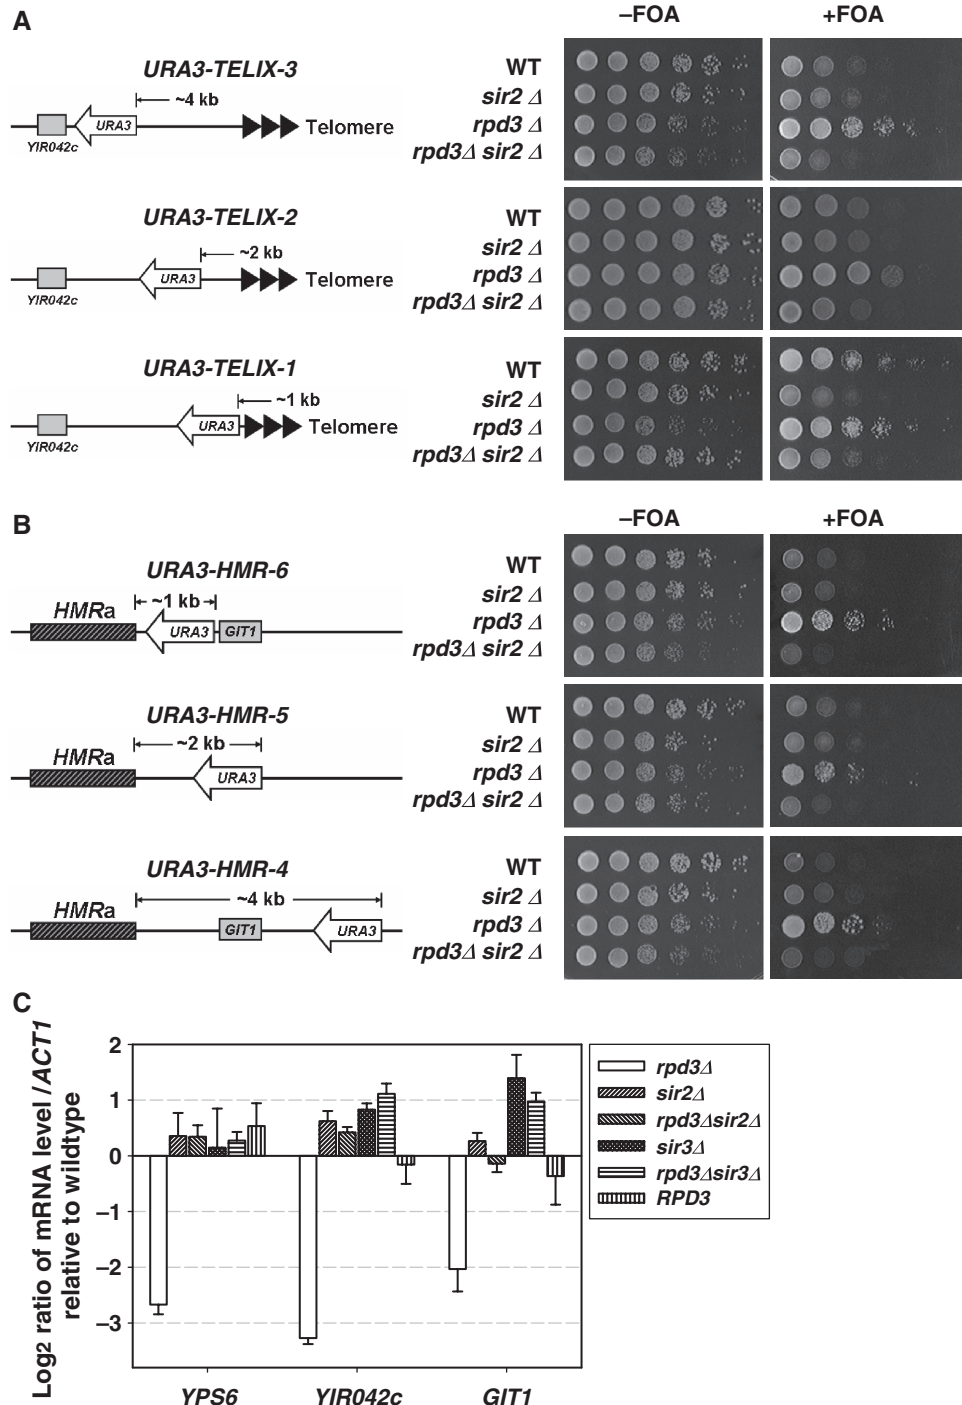 A
–FOA +FOA
URA3-TELIX-3
~4 kb
URA3
YIR042c
Telomere
WT
sir2 Δ
rpd3 Δ
rpd3Δ sir2 Δ
URA3-TELIX-2
~2 kb
URA3
YIR042c
Telomere
WT
sir2 Δ
rpd3 Δ
rpd3Δ sir2 Δ
URA3-TELIX-1
~1 kb
URA3
YIR042c
Telomere
WT
sir2 Δ
rpd3 Δ
rpd3Δ sir2 Δ
B
–FOA +FOA
URA3-HMR-6
HMRa
~1 kb
URA3
GIT1
WT
sir2 Δ
rpd3 Δ
rpd3Δ sir2 Δ
URA3-HMR-5
HMRa
~2 kb
URA3
WT
sir2 Δ
rpd3 Δ
rpd3Δ sir2 Δ
URA3-HMR-4
HMRa
~4 kb
GIT1
URA3
WT
sir2 Δ
rpd3 Δ
rpd3Δ sir2 Δ
C
Log2 ratio of mRNA level /ACT1
relative to wildtype
2
1
0
–1
–2
–3
YPS6 YIR042c GIT1
rpd3Δ
sir2Δ
rpd3Δsir2Δ
sir3Δ
rpd3Δsir3Δ
RPD3